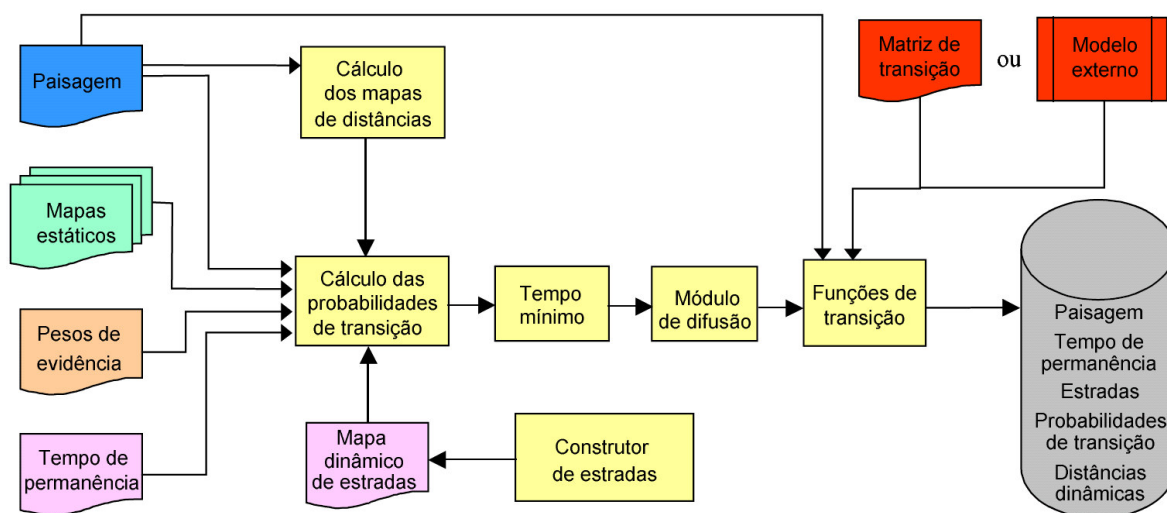 Paisagem
Cálculo
dos mapas
de distâncias
Matriz de
transição
ou
Modelo
externo
Mapas
estáticos
Cálculo das
probabilidades
de transição
Tempo
mínimo
Módulo
de difusão
Funções de
transição
Pesos de
evidência
Tempo de
permanência
Mapa
dinâmico
de estradas
Construtor
de estradas
Paisagem
Tempo de
permanência
Estradas
Probabilidades
de transição
Distâncias
dinâmicas